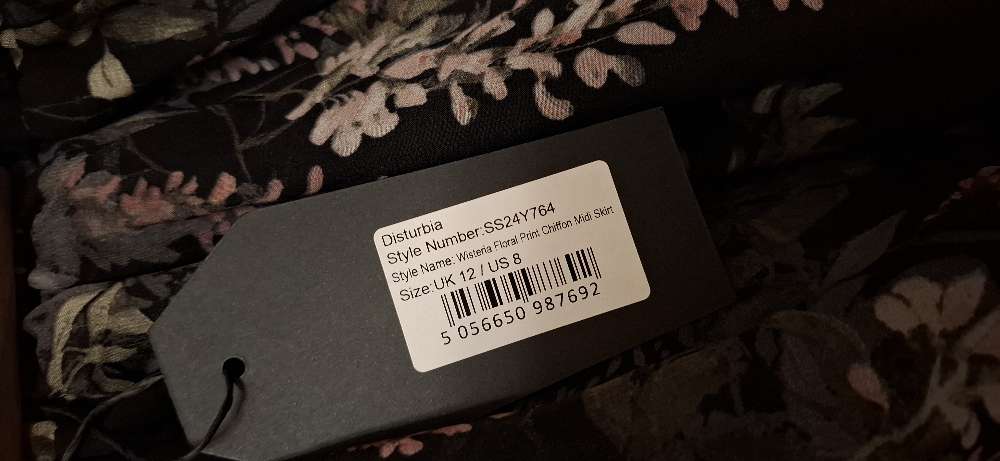 Disturbia
Style Number:SS24Y764
Style Name: Wisteria Floral Print Chiffon Midi Skirt
Size:UK 12 / US 8
5 056650 987692